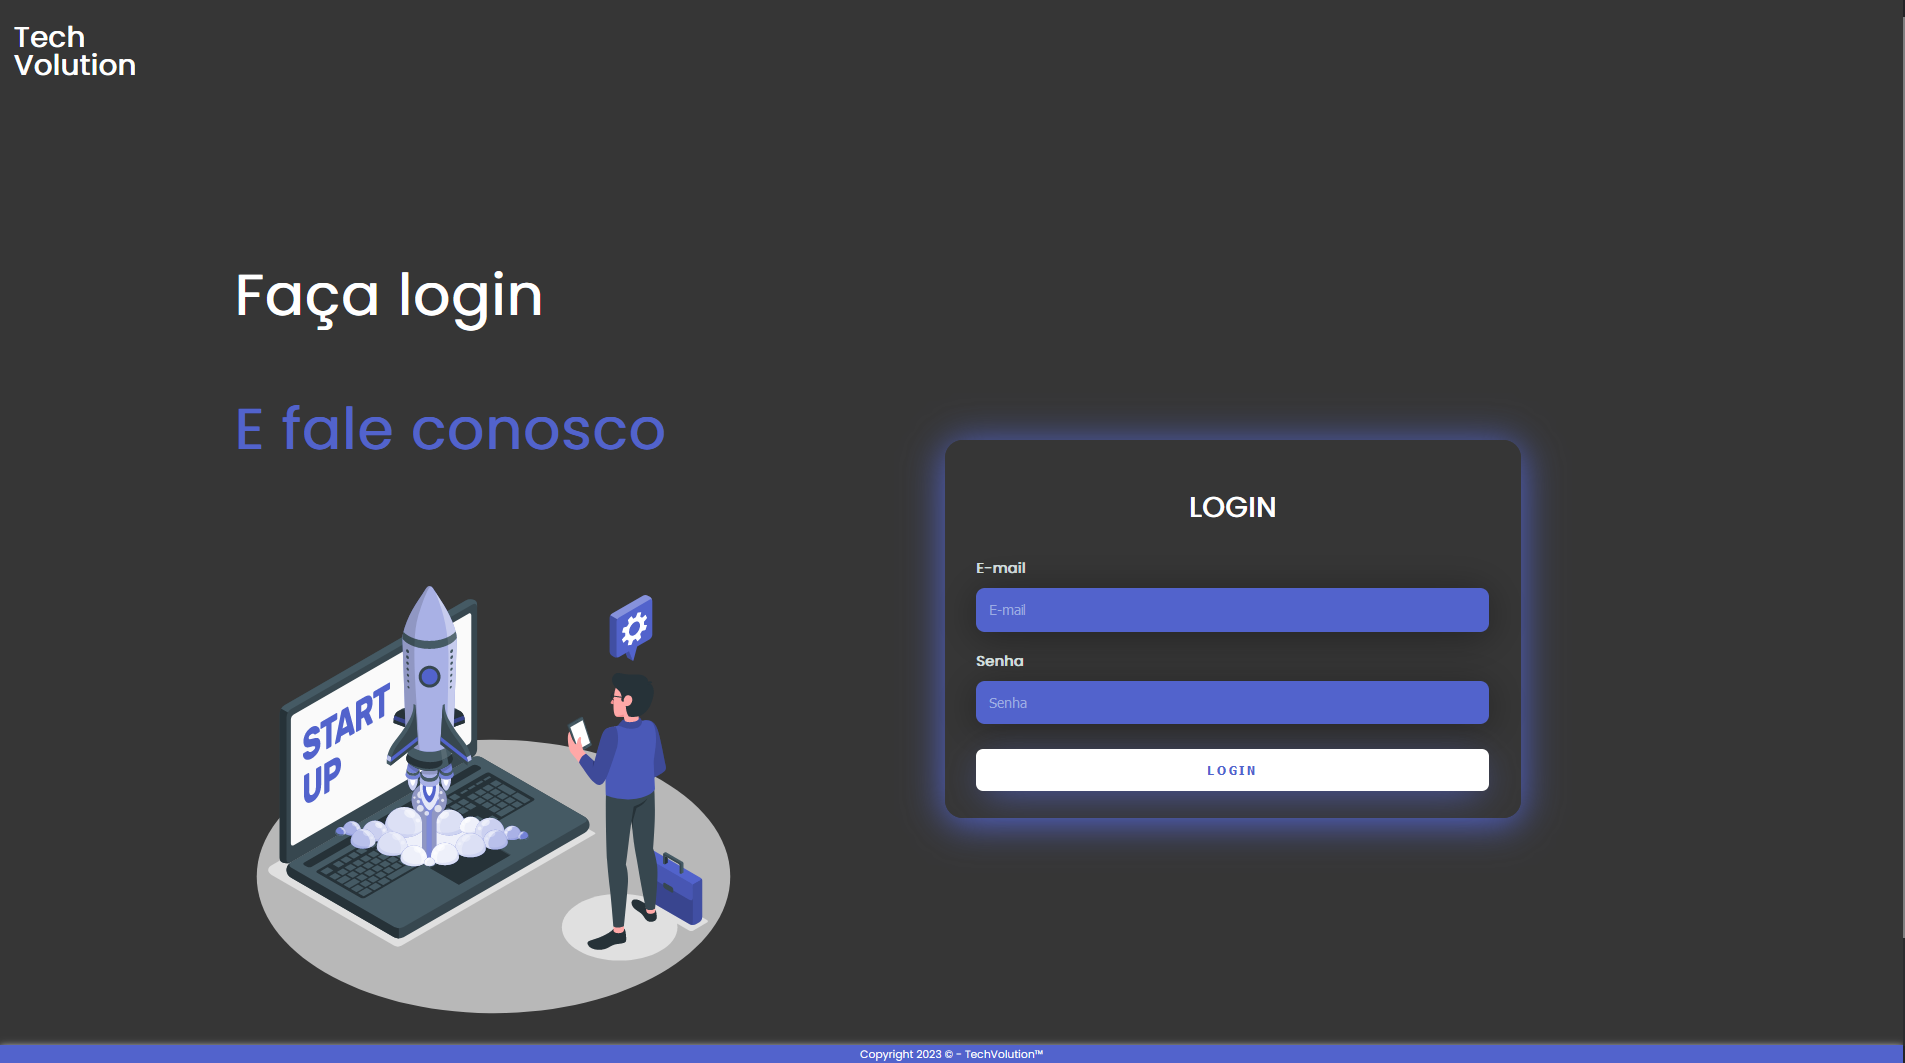 Tech
Volution
Faça login
E fale conosco
START
UP
LOGIN
E-mail
E-mail
Senha
Senha
LOGIN
Copyright 2023 © - TechVolution™